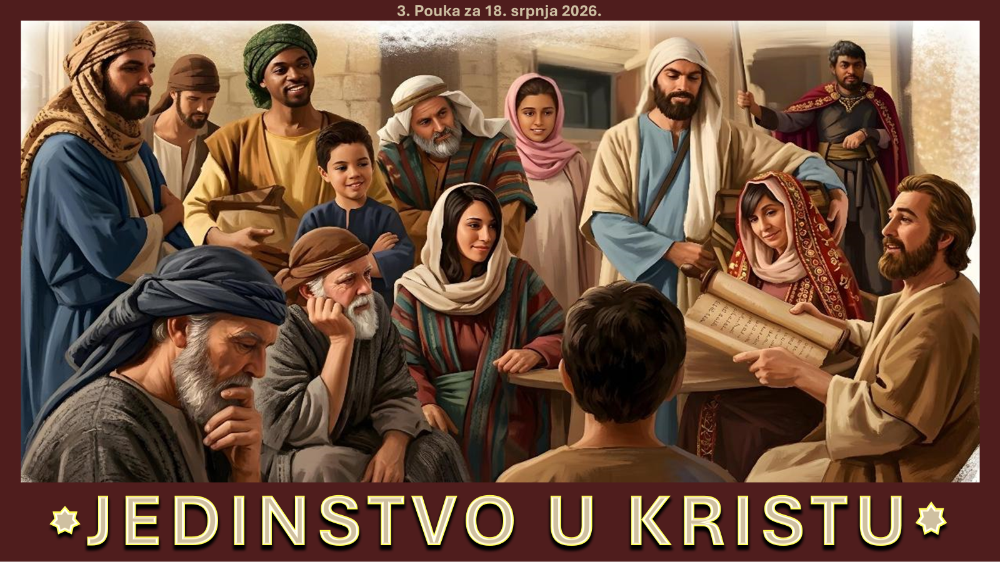 3. Pouka za 18. srpnja 2026.
JEDINSTVO U KRISTU